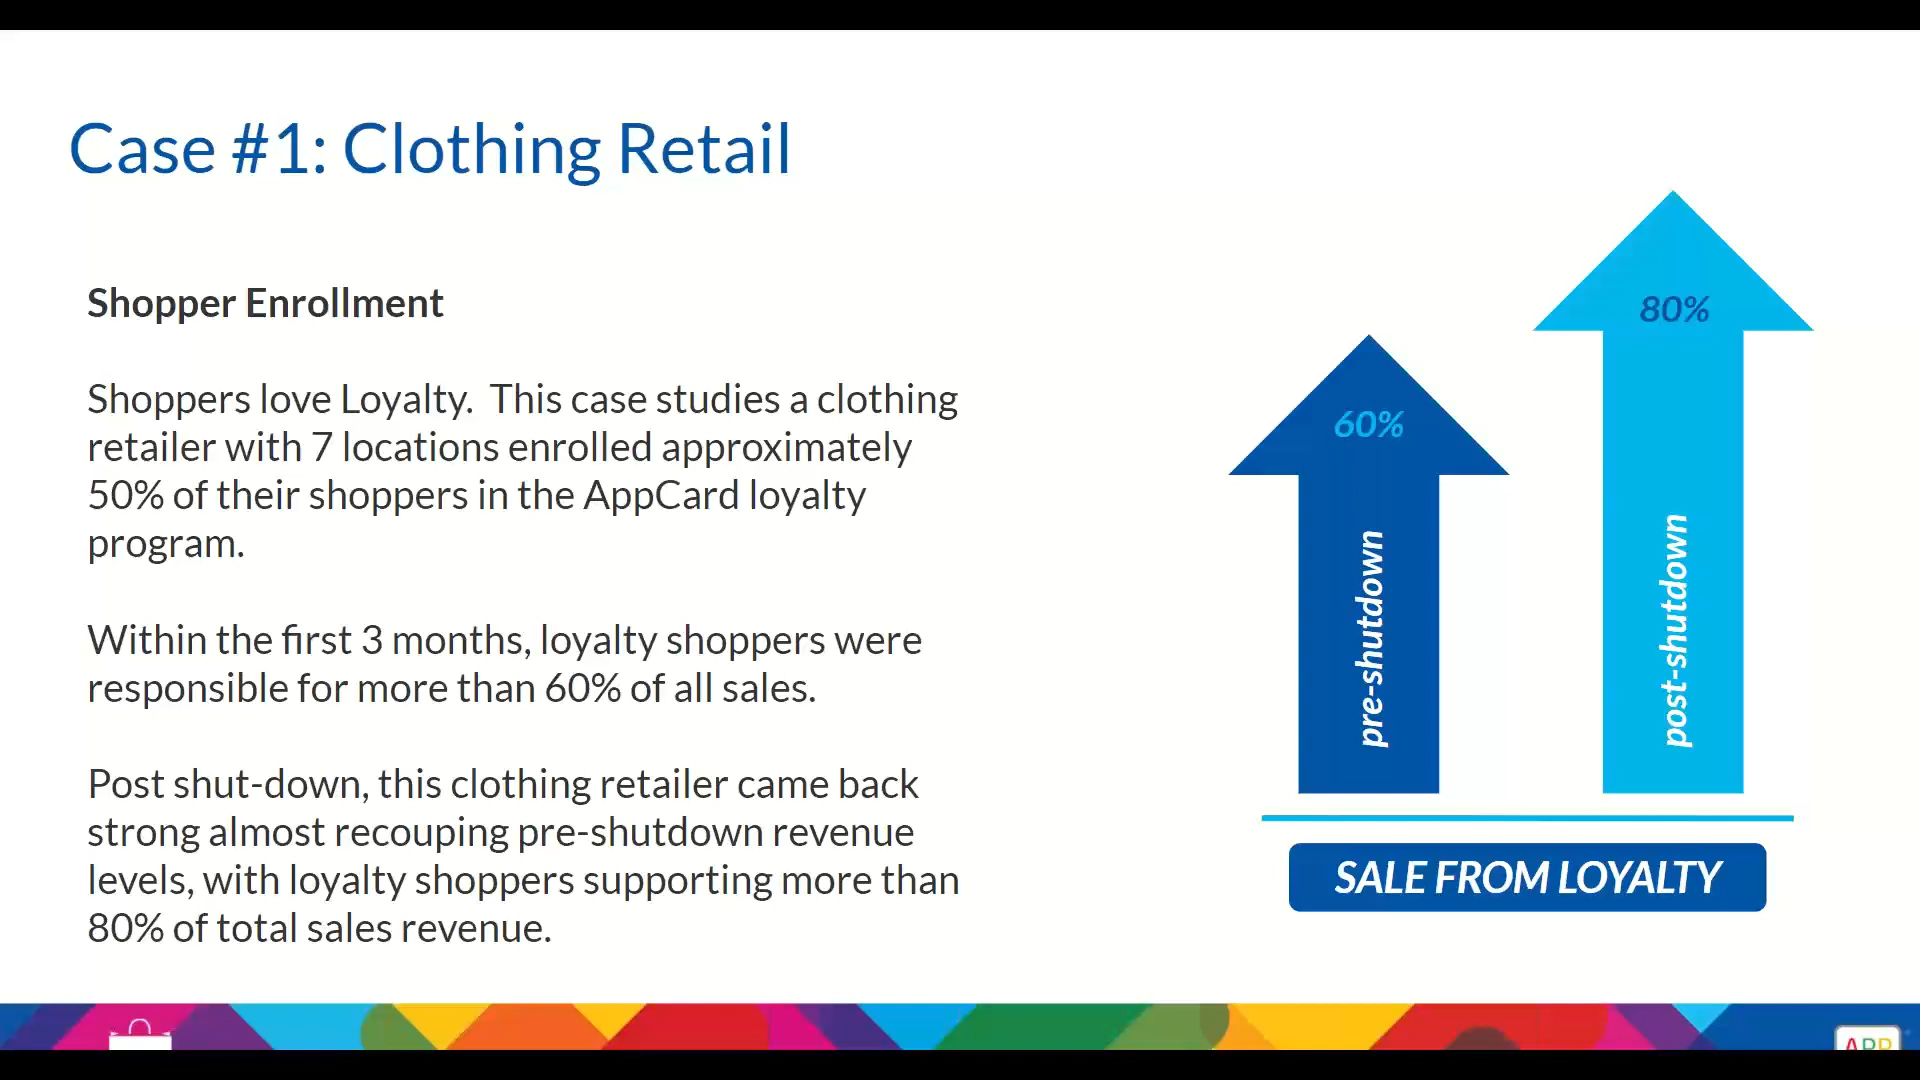 Case #1: Clothing Retail
Shopper Enrollment
Shoppers love Loyalty.  This case studies a clothing
retailer with 7 locations enrolled approximately
50% of their shoppers in the AppCard loyalty
program.
Within the first 3 months, loyalty shoppers were
responsible for more than 60% of all sales.
Post shut-down, this clothing retailer came back
strong almost recouping pre-shutdown revenue
levels, with loyalty shoppers supporting more than
80% of total sales revenue.
60%
pre-shutdown
80%
post-shutdown
SALE FROM LOYALTY
APP